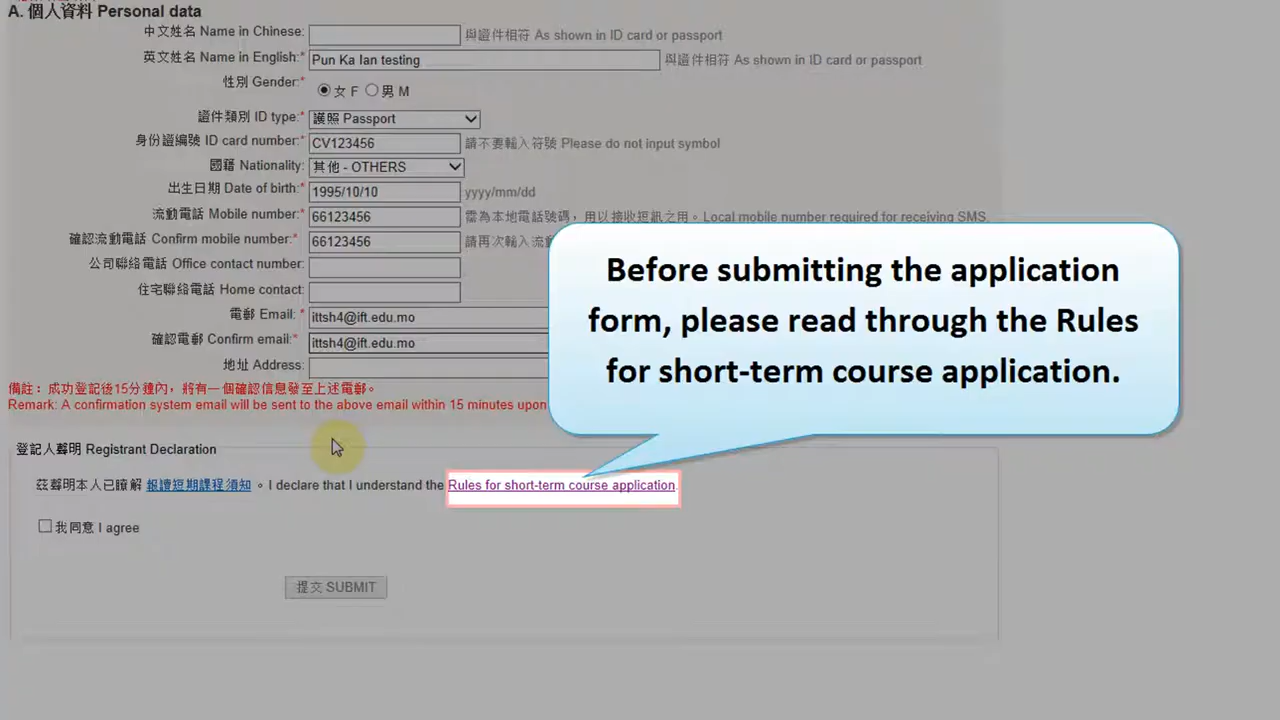 A. 個人資料 Personal data
中文姓名 Name in Chinese: 與證件相符 As shown in ID card or passport
英文姓名 Name in English:* Pun Ka Ian testing 與證件相符 As shown in ID card or passport
性別 Gender:* 女 F 男 M
證件類別 ID type:* 護照 Passport
身份證編號 ID card number:* CV123456 請不要輸入符號 Please do not input symbol
國籍 Nationality:* 其他 - OTHERS
出生日期 Date of birth:* 1995/10/10 yyyy/mm/dd
流動電話 Mobile number:* 66123456 需為本地電話號碼，用以接收短訊之用。Local mobile number required for receiving SMS.
確認流動電話 Confirm mobile number:* 66123456 請再次輸入流動
公司聯絡電話 Office contact number:
住宅聯絡電話 Home contact:
電郵 Email: * ittsh4@ift.edu.mo
確認電郵 Confirm email:* ittsh4@ift.edu.mo
地址 Address:
備註：成功登記後15分鐘內，將有一個確認信息發至上述電郵。
Remark: A confirmation system email will be sent to the above email within 15 minutes upon
Before submitting the application
form, please read through the Rules
for short-term course application.
登記人聲明 Registrant Declaration
茲聲明本人已瞭解 報讀短期課程須知 。I declare that I understand the Rules for short-term course application.
我同意 I agree
提交 SUBMIT